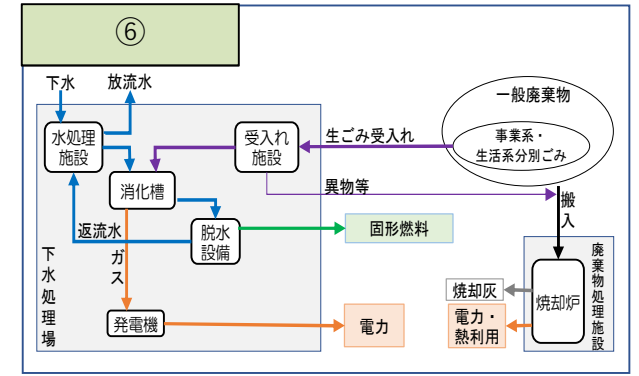 ⑥
下水
放流水
一般廃棄物
事業系・
生活系分別ごみ
水処理
施設
受入れ
施設
生ごみ受入れ
消化槽
異物等
搬入
返流水
脱水
設備
固形燃料
ガス
下水処理場
廃棄物処理施設
焼却灰
焼却炉
発電機
電力
電力・
熱利用